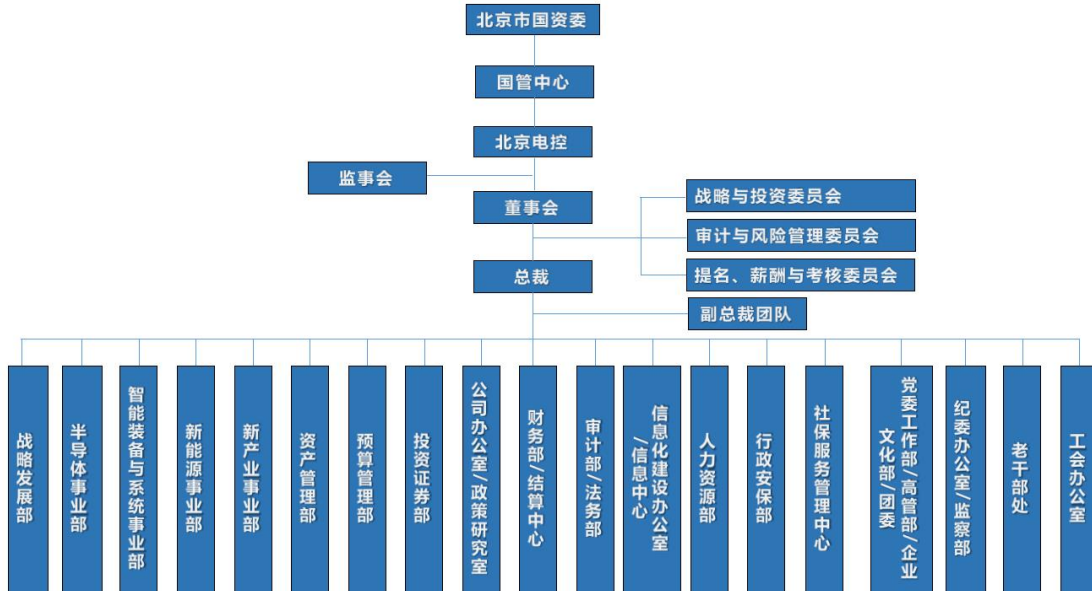 北京市国资委
国管中心
北京电控
监事会
董事会
战略与投资委员会
审计与风险管理委员会
总裁
提名、薪酬与考核委员会
副总裁团队
战略发展部
半导体事业部
智能装备与系统事业部
新能源事业部
新产业事业部
资产管理部
预算管理部
投资证券部
公司办公室/政策研究室
财务部/结算中心
审计部/法务部
信息化建设办公室
/信息中心
人力资源部
行政安保部
社保服务管理中心
党委工作部/高管部/企业
文化部/团委
纪委办公室/监察部
老干部处
工会办公室